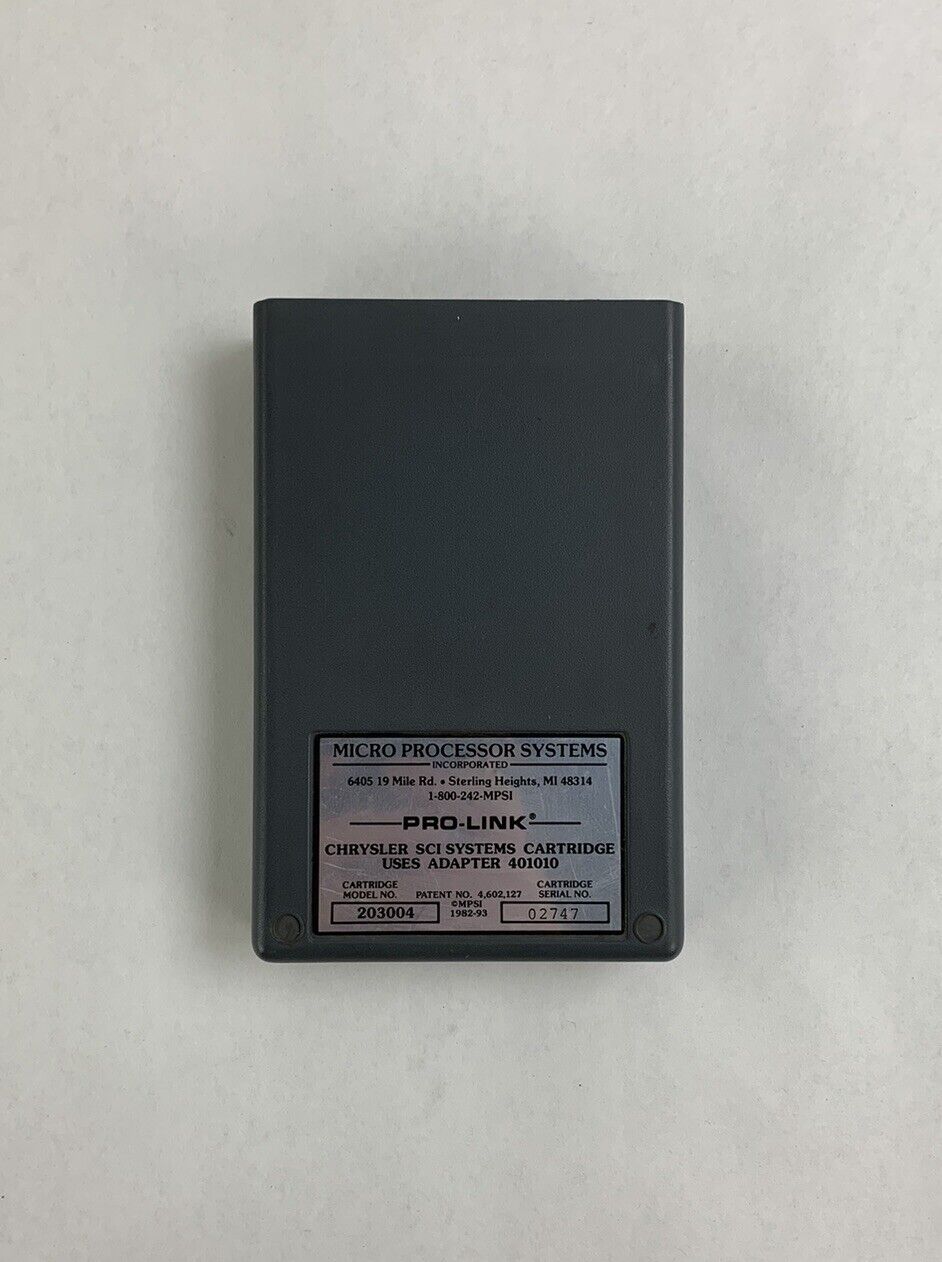 MICRO PROCESSOR SYSTEMS
INCORPORATED
6405 19 Mile Rd. • Sterling Heights, MI 48314
1-800-242-MPSI
PRO-LINK®
CHRYSLER SCI SYSTEMS CARTRIDGE
USES ADAPTER 401010
CARTRIDGE MODEL NO. 203004
PATENT NO. 4,602,127
©MPSI
1982-93
CARTRIDGE SERIAL NO. 02747